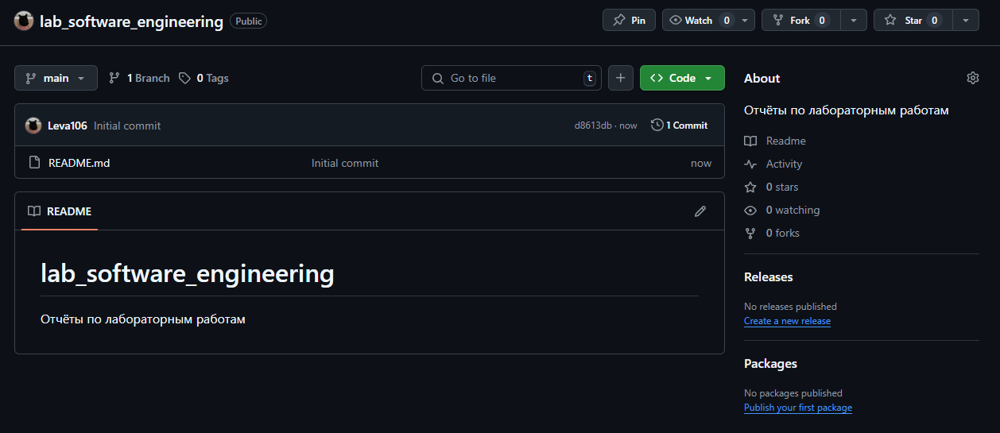 lab_software_engineering Public Pin Watch 0 Fork 0 Star 0
main 1 Branch 0 Tags Go to file t Code
Leva106 Initial commit d8613db · now 1 Commit
README.md Initial commit now
README
lab_software_engineering
Отчёты по лабораторным работам
About
Отчёты по лабораторным работам
Readme
Activity
0 stars
0 watching
0 forks
Releases
No releases published
Create a new release
Packages
No packages published
Publish your first package